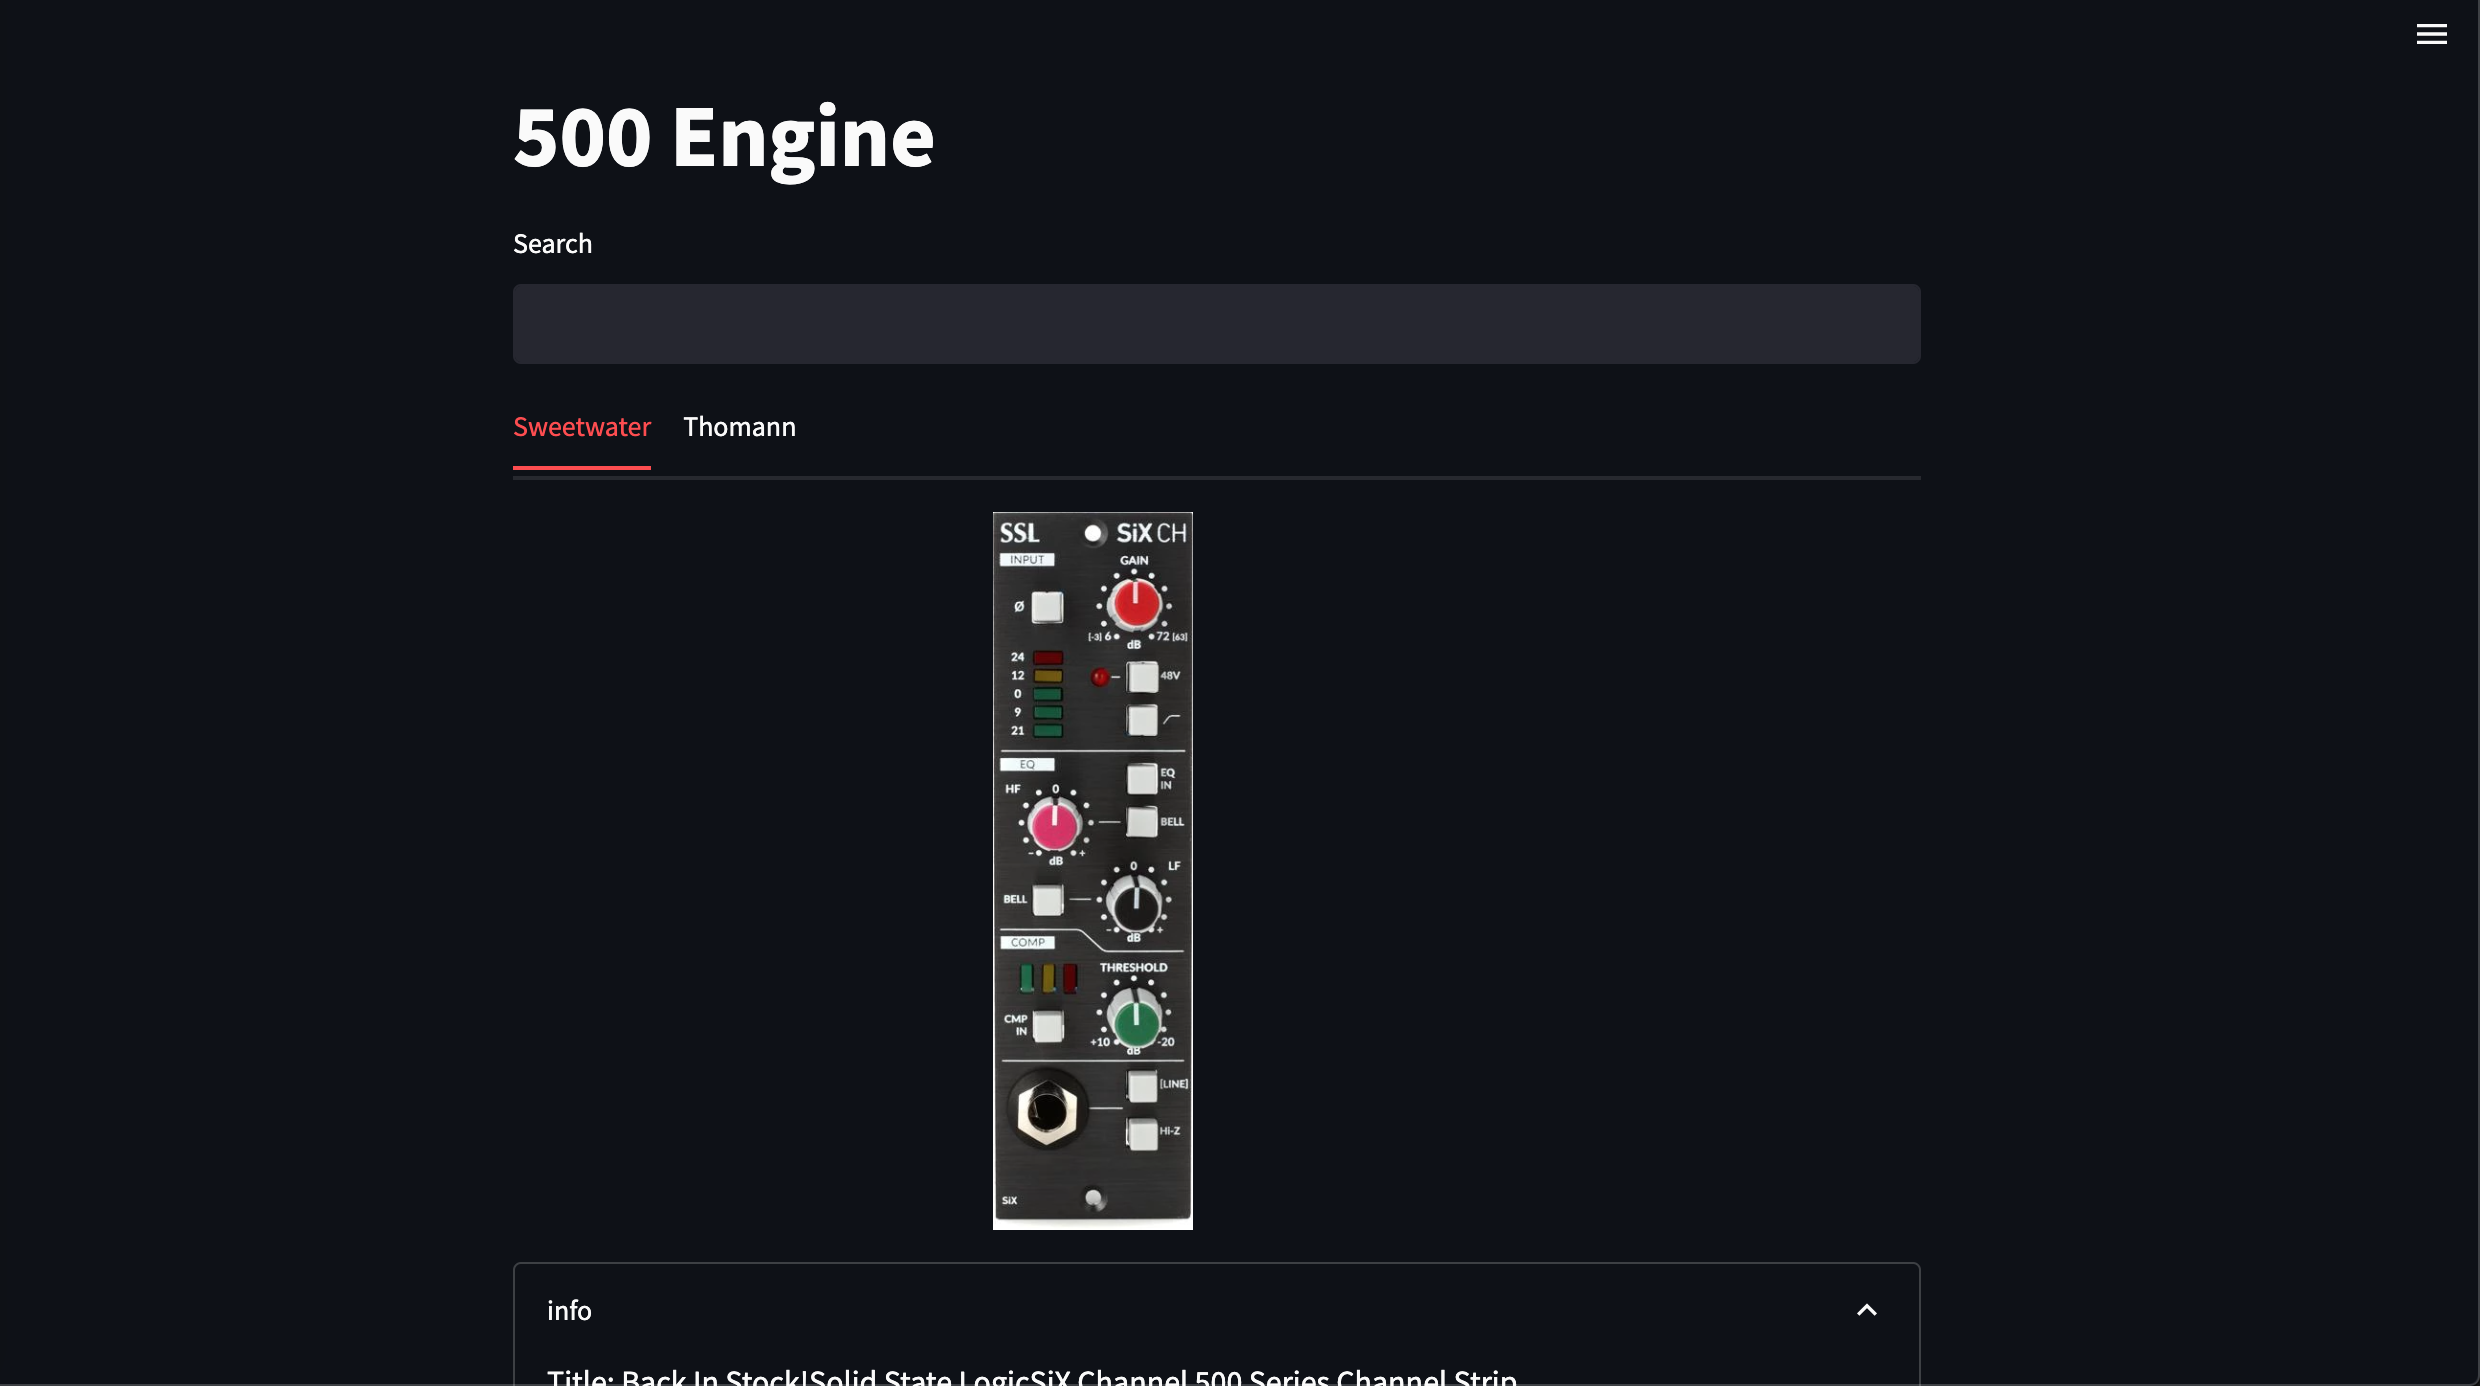 500 Engine
Search
Sweetwater Thomann
SSL SiX CH
INPUT
GAIN
Ø
[-3] 6 72 [63]
dB
24
12
0
9
21
48V
EQ
EQ
IN
HF 0
BELL
- dB +
0 LF
BELL
- dB +
COMP
THRESHOLD
CMP
IN
+10 dB -20
[LINE]
Hi-Z
SiX
info
Title: Back In Stock!Solid State LogicSiX Channel 500 Series Channel Strip